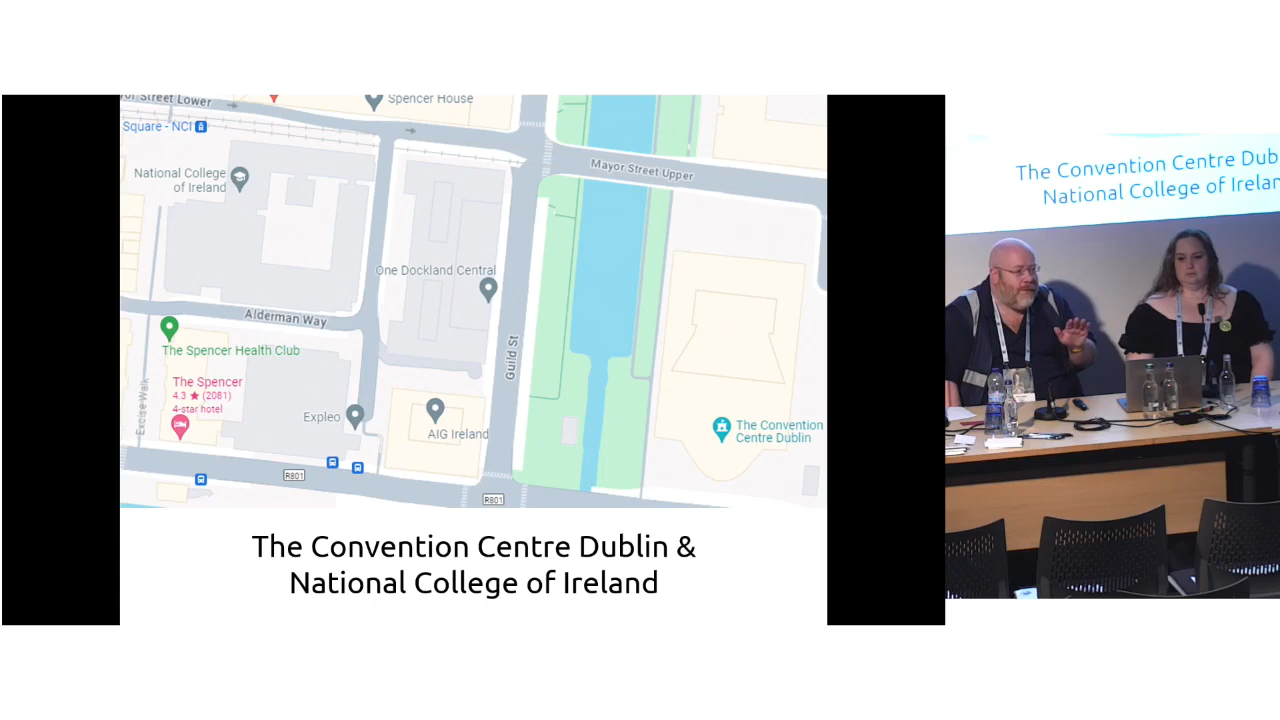 or Street Lower
Spencer House
Square - NCI
Mayor Street Upper
National College
of Ireland
One Dockland Central
Alderman Way
Guild St
The Spencer Health Club
The Spencer
4.3 ★ (2081)
4-star hotel
Excise Walk
Expleo
AIG Ireland
The Convention
Centre Dublin
R801
R801
The Convention Centre Dublin &
National College of Ireland
The Convention Centre Dub
National College of Irelan